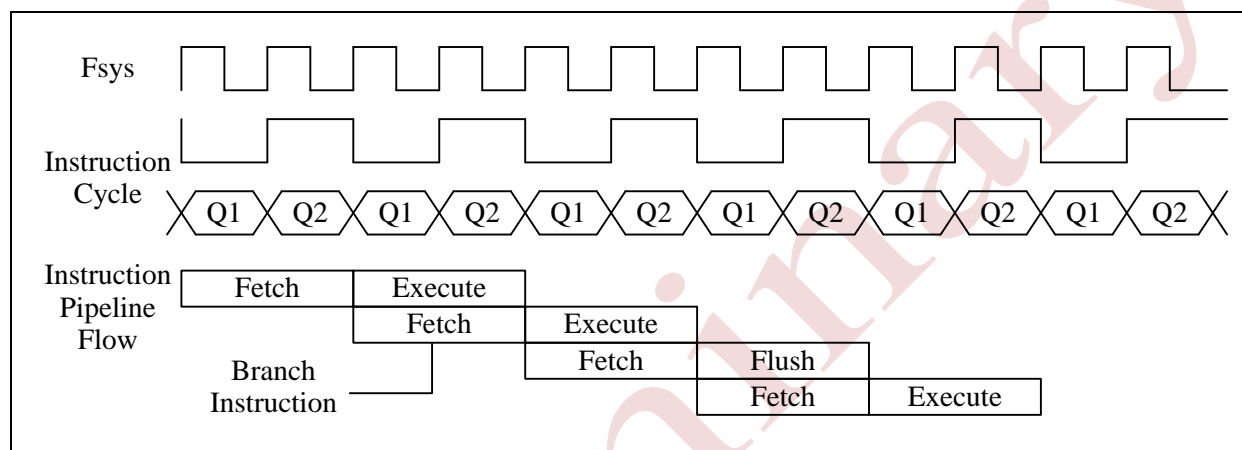 Fsys
Instruction
Cycle
Q1 Q2 Q1 Q2 Q1 Q2 Q1 Q2 Q1 Q2 Q1 Q2
Instruction
Pipeline
Flow
Fetch Execute
Fetch Execute
Fetch Flush
Fetch Execute
Branch
Instruction
inary